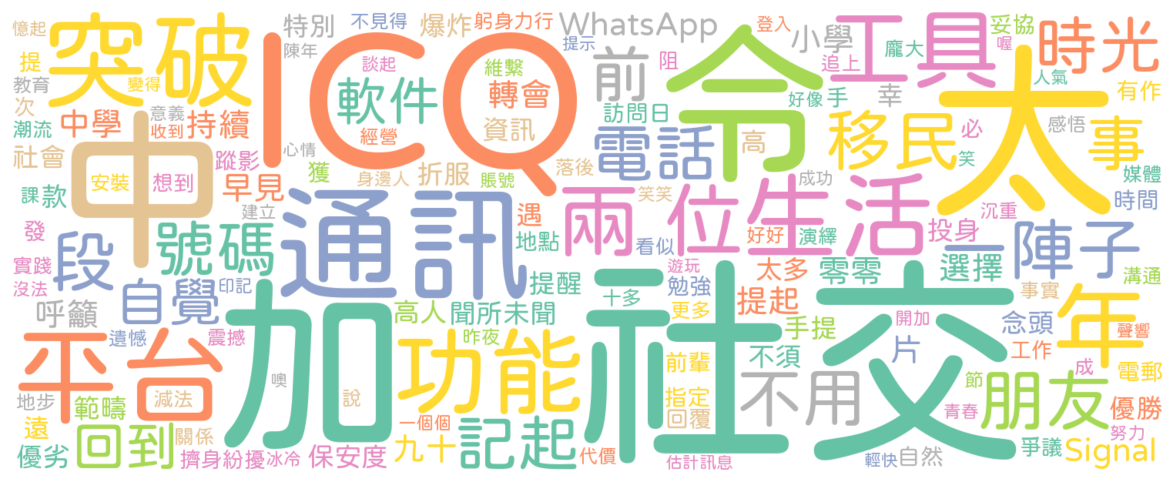 憶起
突破
提
教育
變得
次
潮流
中學
意義
收到
持續
社會
中
安裝
想到
蹤影
早見
課款
發
實踐
沒法
段
號碼
自覺
印記
呼籲
遺憾
震撼
平台
地步
減法
範疇
遠
回到
關係
優劣
擠身紛擾
冰冷
特別
陳年
不見得
談起
爆炸
躬身力行
ICQ
軟件
維繫
提示
轉會
經營
資訊
心情
獲
身邊人
折服
落後
賬號
建立
通訊
遇
地點
提醒
高人
聞所未聞
加
噢
說
昨夜
功能
一個個
九十
記起
保安度
代價
WhatsApp
前
阻
訪問日
電話
令
登入
小學
追上
好像
手
幸
高
移民
兩位
生活
成功
笑笑
看似
好好
演繹
遊玩
勉強
十多
更多
太多
提起
零零
手提
不須
前輩
指定
回覆
社交
不用
估計
訊息
工具
龐大
妥協
喔
時光
人氣
有作
太
事
必
笑
感悟
媒體
時間
沉重
投身
選擇
一陣子
溝通
事實
開加
片
念頭
年
聲響
工作
成
電郵
節
青春
朋友
優勝
努力
爭議
Signal
輕快
自然